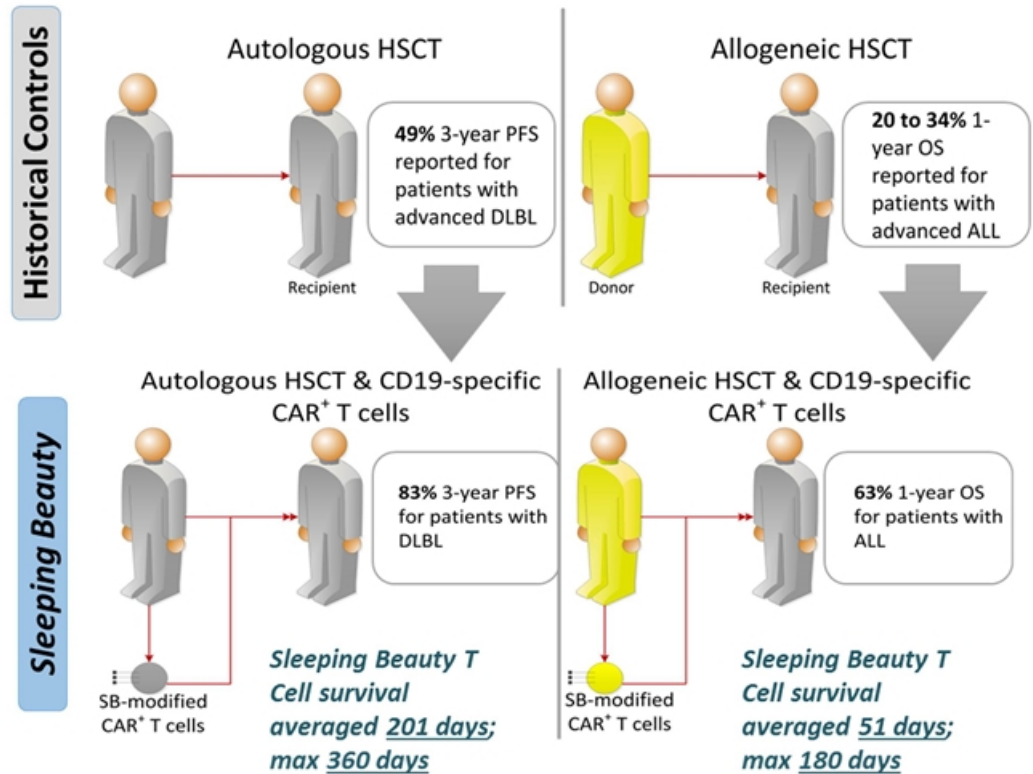 Historical Controls
Autologous HSCT
49% 3-year PFS
reported for
patients with
advanced DLBL
Recipient
Allogeneic HSCT
20 to 34% 1-
year OS
reported for
patients with
advanced ALL
Donor
Recipient
Sleeping Beauty
Autologous HSCT & CD19-specific
CAR⁺ T cells
83% 3-year PFS
for patients with
DLBL
SB-modified
CAR⁺ T cells
Sleeping Beauty T
Cell survival
averaged 201 days;
max 360 days
Allogeneic HSCT & CD19-specific
CAR⁺ T cells
63% 1-year OS
for patients with
ALL
SB-modified
CAR⁺ T cells
Sleeping Beauty T
Cell survival
averaged 51 days;
max 180 days